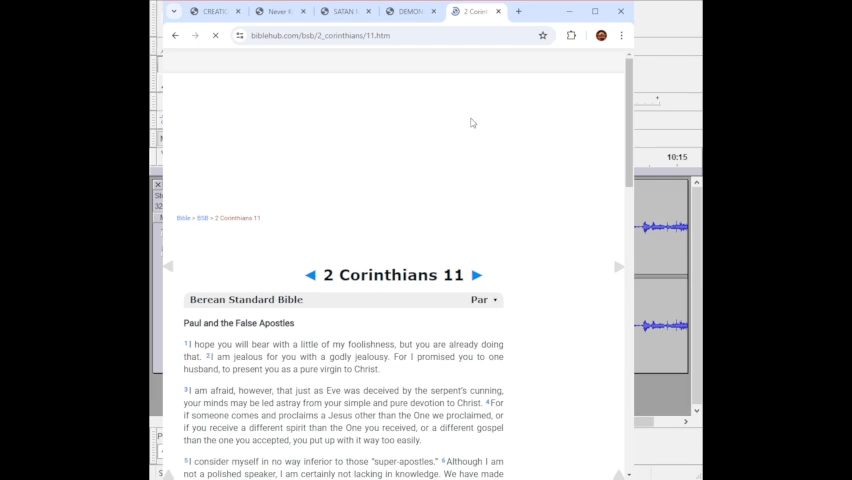 CREATIC
Never K
SATAN H
DEMON
2 Corint
biblehub.com/bsb/2_corinthians/11.htm
10:15
Bible > BSB > 2 Corinthians 11
2 Corinthians 11
Berean Standard Bible
Par
Paul and the False Apostles
1I hope you will bear with a little of my foolishness, but you are already doing
that. 2I am jealous for you with a godly jealousy. For I promised you to one
husband, to present you as a pure virgin to Christ.
3I am afraid, however, that just as Eve was deceived by the serpent's cunning,
your minds may be led astray from your simple and pure devotion to Christ. 4For
if someone comes and proclaims a Jesus other than the One we proclaimed, or
if you receive a different spirit than the One you received, or a different gospel
than the one you accepted, you put up with it way too easily.
5I consider myself in no way inferior to those “super-apostles.” 6Although I am
not a polished speaker, I am certainly not lacking in knowledge. We have made